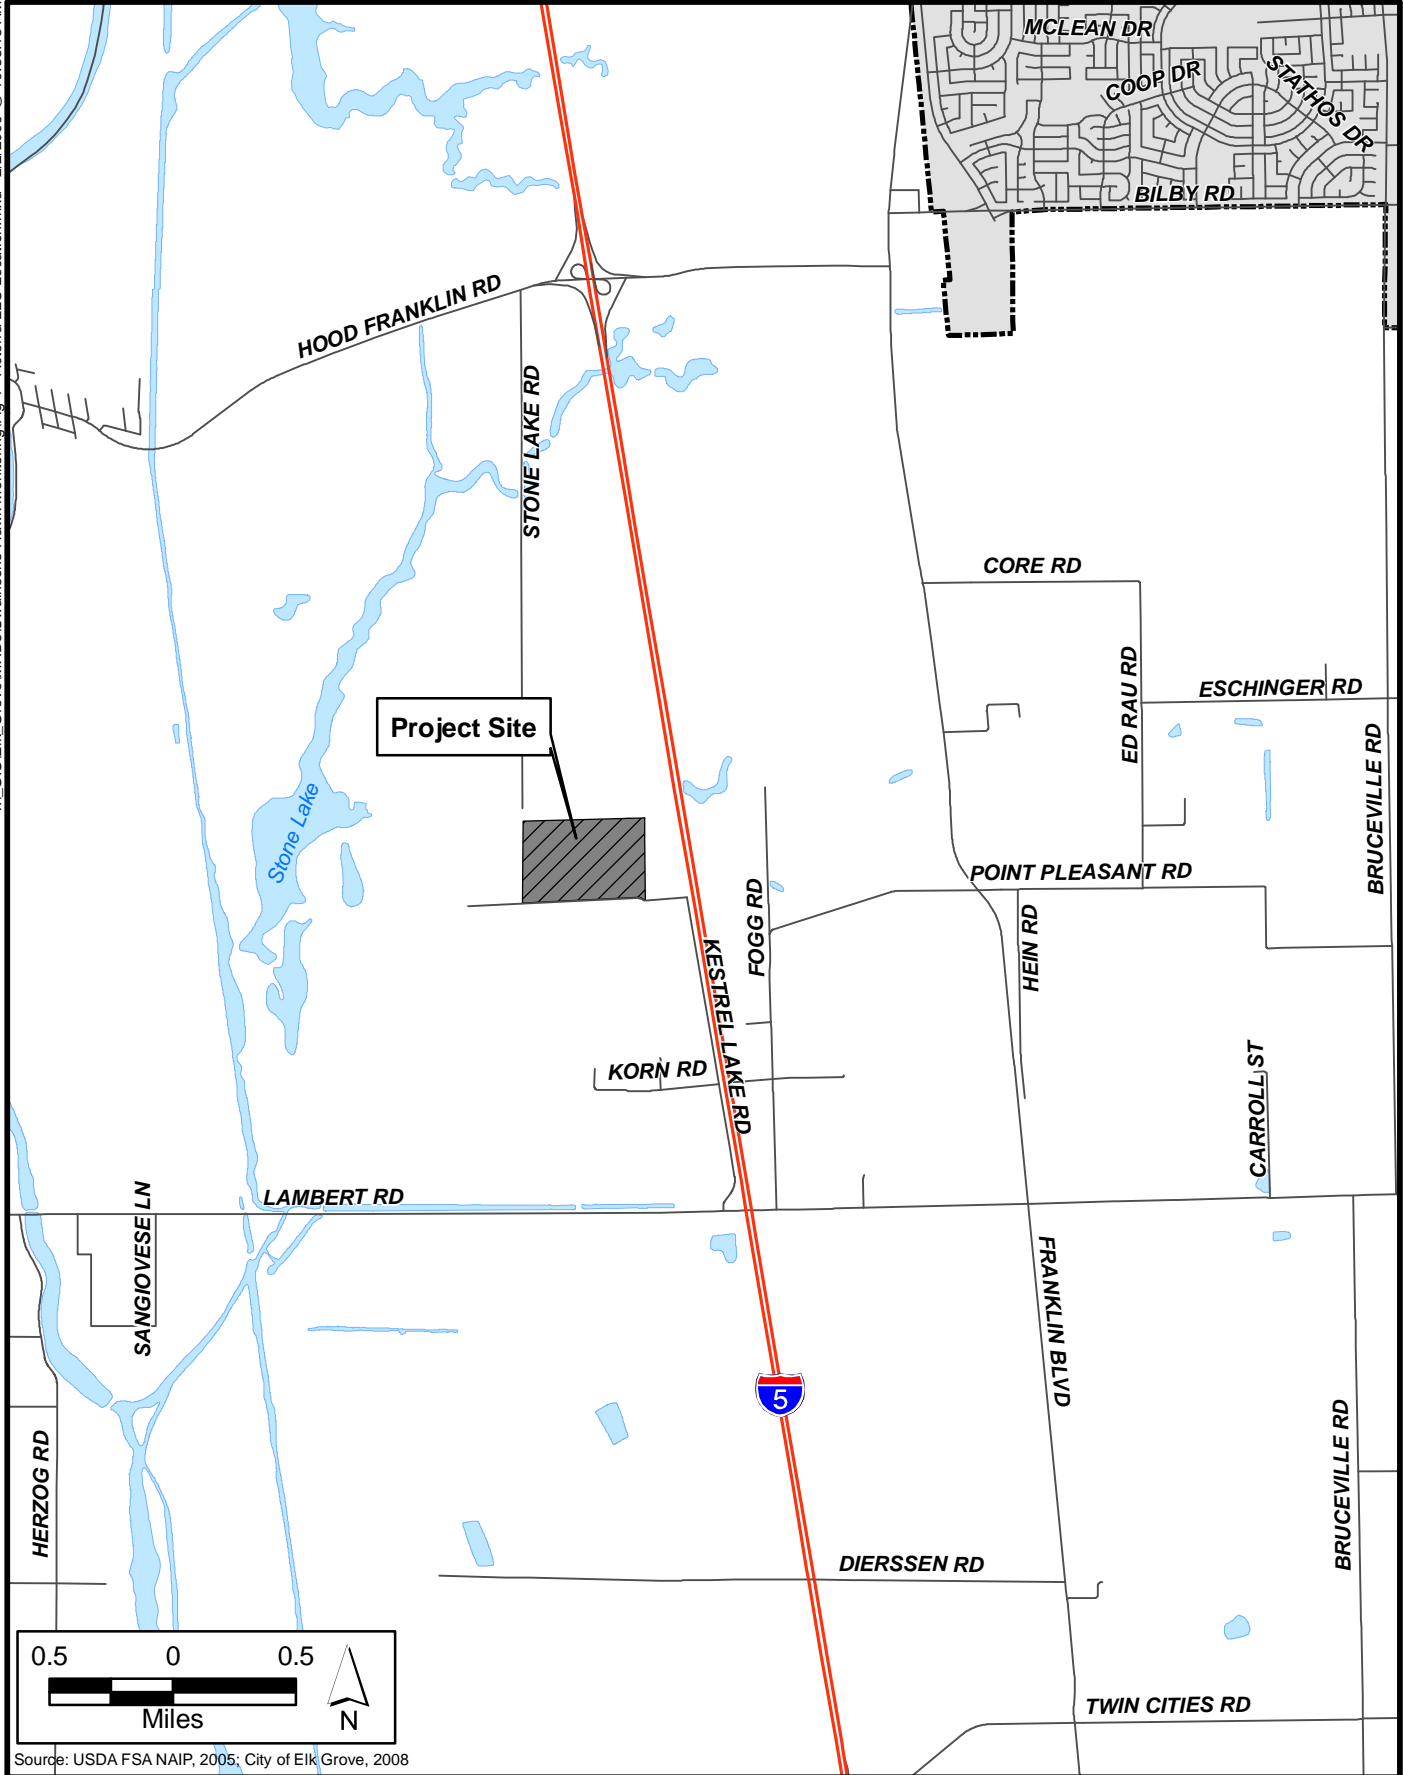 MCLEAN DR
COOP DR
STATHOS DR
BILBY RD
HOOD FRANKLIN RD
STONE LAKE RD
CORE RD
ED RAU RD
ESCHINGER RD
BRUCEVILLE RD
Project Site
Stone Lake
POINT PLEASANT RD
FOGG RD
HEIN RD
KESTREL LAKE RD
KORN RD
CARROLL ST
LAMBERT RD
SANGIOVESE LN
FRANKLIN BLVD
5
HERZOG RD
BRUCEVILLE RD
DIERSSEN RD
TWIN CITIES RD
0.5 0 0.5
Miles
N
Source: USDA FSA NAIP, 2005; City of Elk Grove, 2008